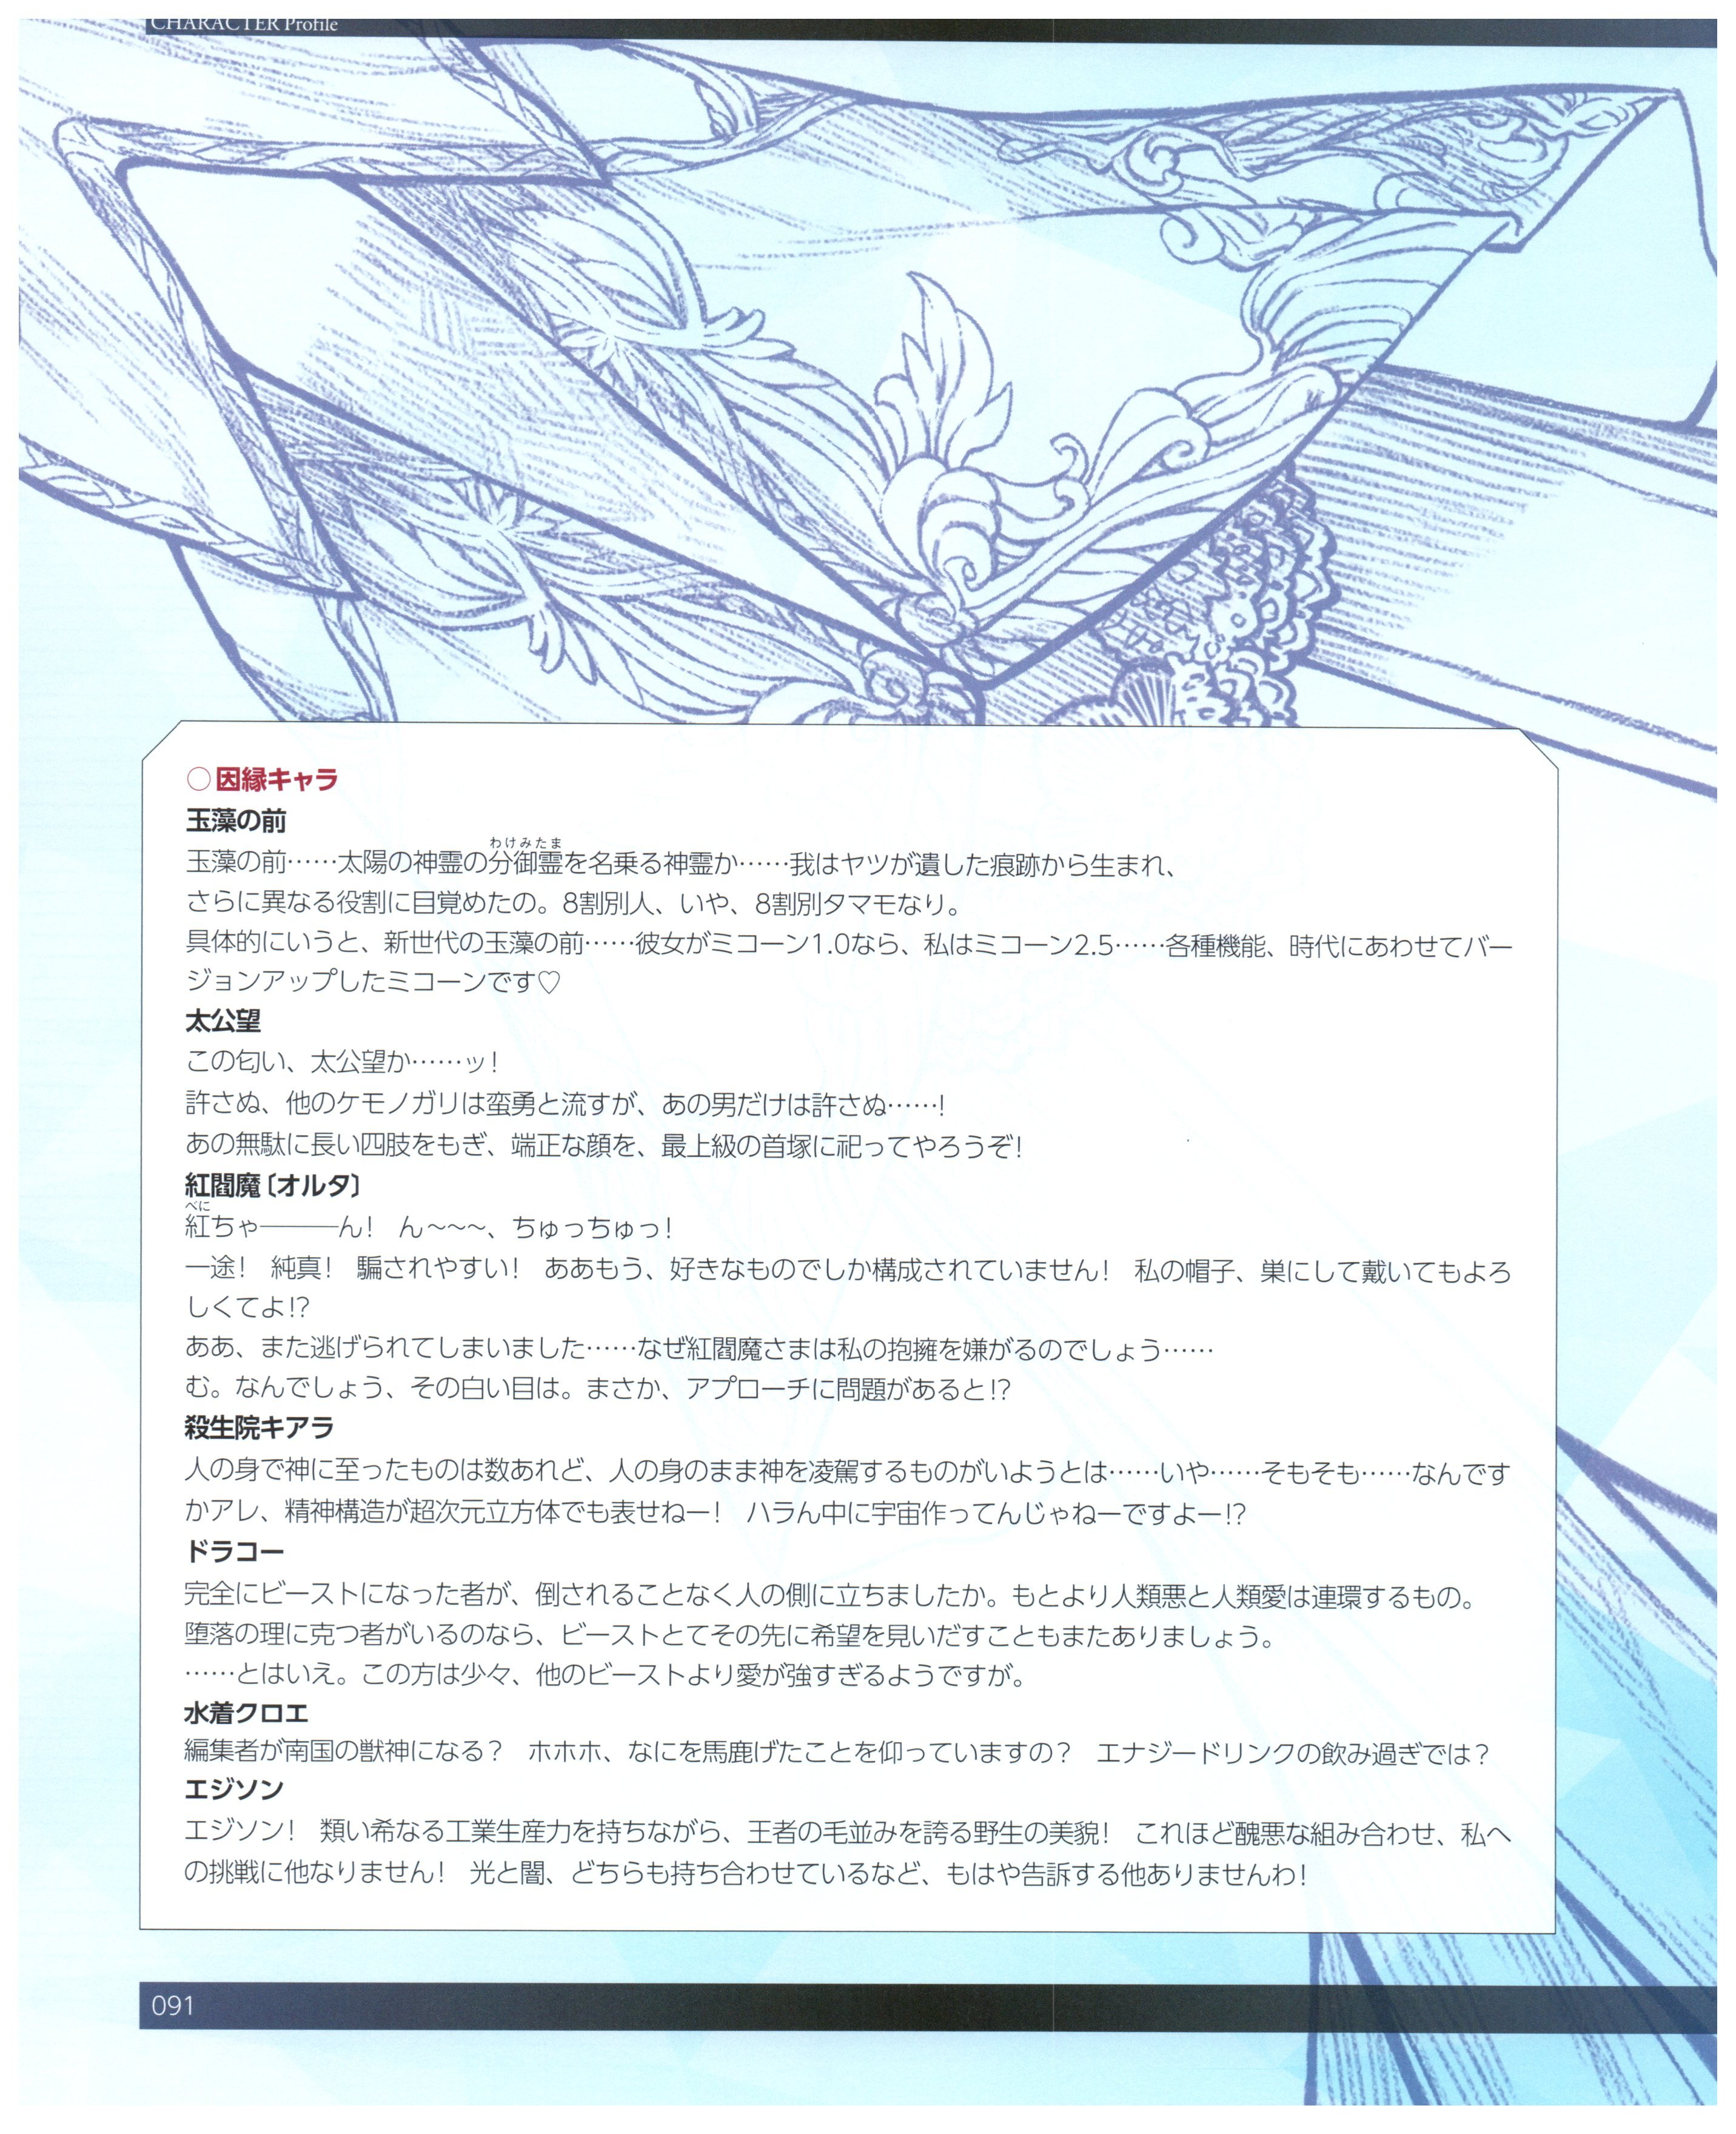 CHARACTER Profile
○因縁キャラ
玉藻の前
わけみたま
玉藻の前……太陽の神霊の分御霊を名乗る神霊か……我はヤツが遺した痕跡から生まれ、
さらに異なる役割に目覚めたの。8割別人、いや、8割別タマモなり。
具体的にいうと、新世代の玉藻の前……彼女がミコーン1.0なら、私はミコーン2.5……各種機能、時代にあわせてバー
ジョンアップしたミコーンです♡
太公望
この匂い、太公望か……ッ！
許さぬ、他のケモノガリは蛮勇と流すが、あの男だけは許さぬ……！
あの無駄に長い四肢をもぎ、端正な顔を、最上級の首塚に祀ってやろうぞ！
紅閻魔〔オルタ〕
べに
紅ちゃ―――ん！　ん～～～、ちゅっちゅっ！
一途！　純真！　騙されやすい！　ああもう、好きなものでしか構成されていません！　私の帽子、巣にして戴いてもよろ
しくてよ!?
ああ、また逃げられてしまいました……なぜ紅閻魔さまは私の抱擁を嫌がるのでしょう……
む。なんでしょう、その白い目は。まさか、アプローチに問題があると!?
殺生院キアラ
人の身で神に至ったものは数あれど、人の身のまま神を凌駕するものがいようとは……いや……そもそも……なんです
かアレ、精神構造が超次元立方体でも表せねー！　ハラん中に宇宙作ってんじゃねーですよー!?
ドラコー
完全にビーストになった者が、倒されることなく人の側に立ちましたか。もとより人類悪と人類愛は連環するもの。
堕落の理に克つ者がいるのなら、ビーストとてその先に希望を見いだすこともまたありましょう。
……とはいえ。この方は少々、他のビーストより愛が強すぎるようですが。
水着クロエ
編集者が南国の獣神になる？　ホホホ、なにを馬鹿げたことを仰っていますの？　エナジードリンクの飲み過ぎでは？
エジソン
エジソン！　類い希なる工業生産力を持ちながら、王者の毛並みを誇る野生の美貌！　これほど醜悪な組み合わせ、私へ
の挑戦に他なりません！　光と闇、どちらも持ち合わせているなど、もはや告訴する他ありませんわ！
091